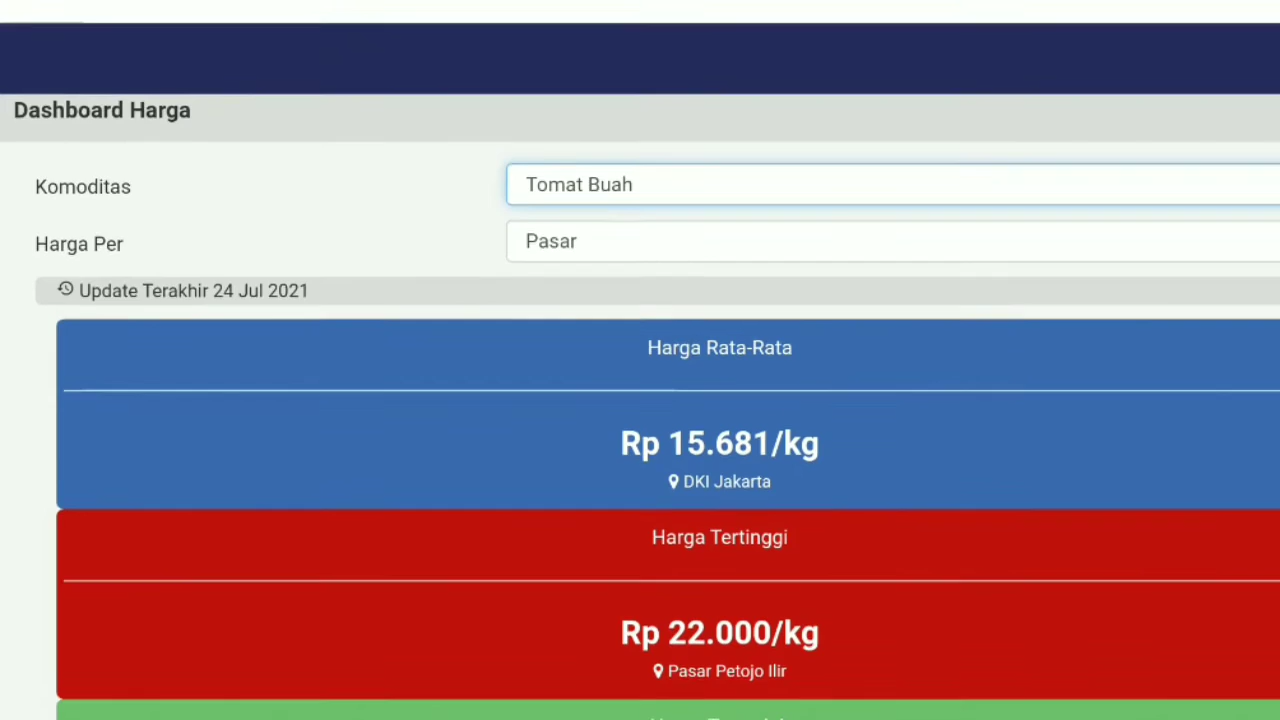 Dashboard Harga
Komoditas
Tomat Buah
Harga Per
Pasar
Update Terakhir 24 Jul 2021
Harga Rata-Rata
Rp 15.681/kg
DKI Jakarta
Harga Tertinggi
Rp 22.000/kg
Pasar Petojo Ilir